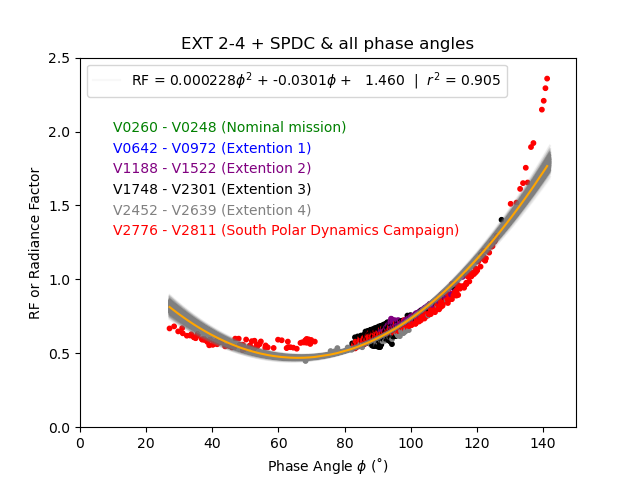 EXT 2-4 + SPDC & all phase angles
RF = 0.000228ϕ² + -0.0301ϕ + 1.460 | r² = 0.905
V0260 - V0248 (Nominal mission)
V0642 - V0972 (Extention 1)
V1188 - V1522 (Extention 2)
V1748 - V2301 (Extention 3)
V2452 - V2639 (Extention 4)
V2776 - V2811 (South Polar Dynamics Campaign)
RF or Radiance Factor
2.5
2.0
1.5
1.0
0.5
0.0
0 20 40 60 80 100 120 140
Phase Angle ϕ (˚)